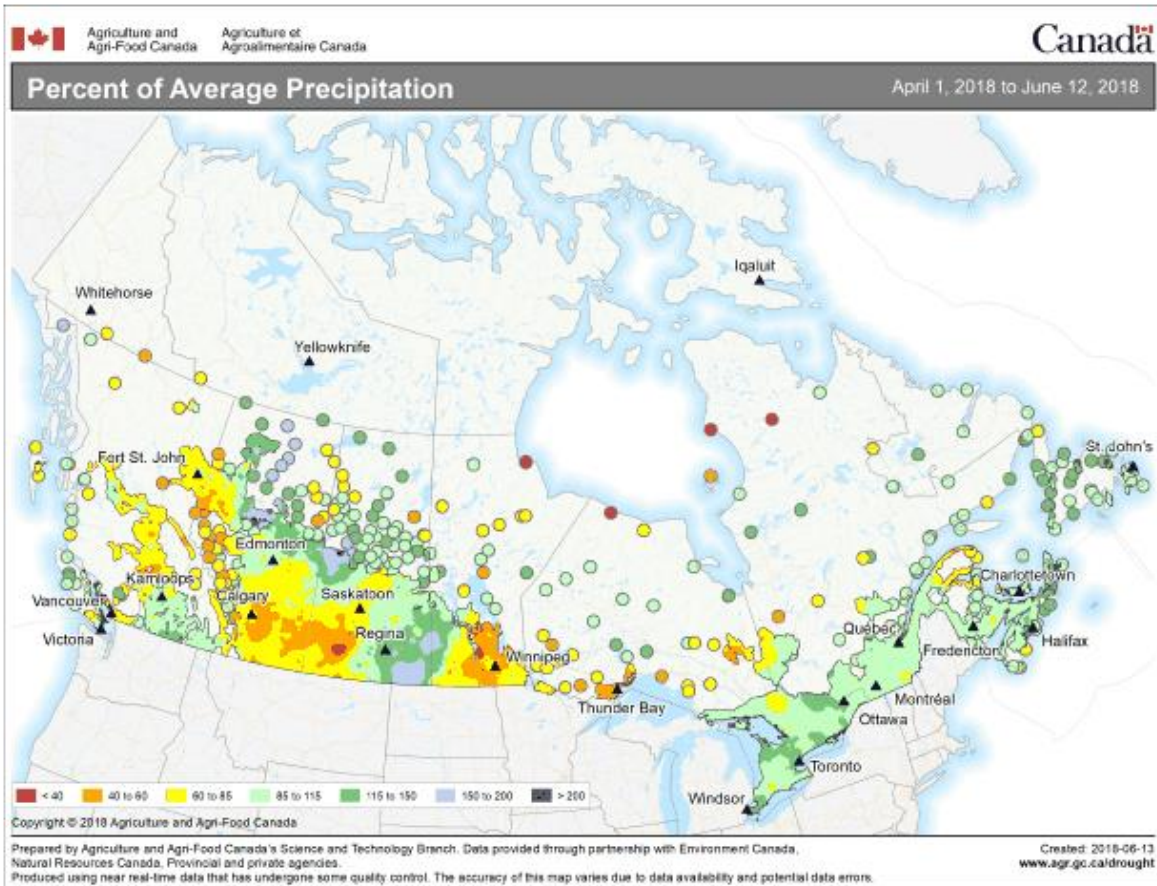 Agriculture and Agriculture et
Agri-Food Canada Agroalimentaire Canada
Canada
Percent of Average Precipitation
April 1, 2018 to June 12, 2018
Iqaluit
Whitehorse
Yellowknife
St. John's
Fort St. John
Edmonton
Charlottetown
Kamloops
Calgary
Saskatoon
Vancouver
Regina
Québec
Halifax
Victoria
Fredericton
Winnipeg
Montréal
Thunder Bay
Ottawa
Toronto
Windsor
< 40 40 to 60 60 to 85 85 to 115 115 to 150 150 to 200 > 200
Copyright © 2018 Agriculture and Agri-Food Canada
Prepared by Agriculture and Agri-Food Canada's Science and Technology Branch. Data provided through partnership with Environment Canada,
Natural Resources Canada, Provincial and private agencies.
Produced using near real-time data that has undergone some quality control. The accuracy of this map varies due to data availability and potential data errors.
Created: 2018-06-13
www.agr.gc.ca/drought